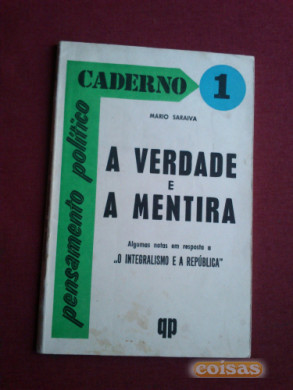 CADERNO 1
pensamento político
MARIO SARAIVA
A VERDADE
E
A MENTIRA
Algumas notas em resposta a
„O INTEGRALISMO E A REPÚBLICA"
qp
coisas